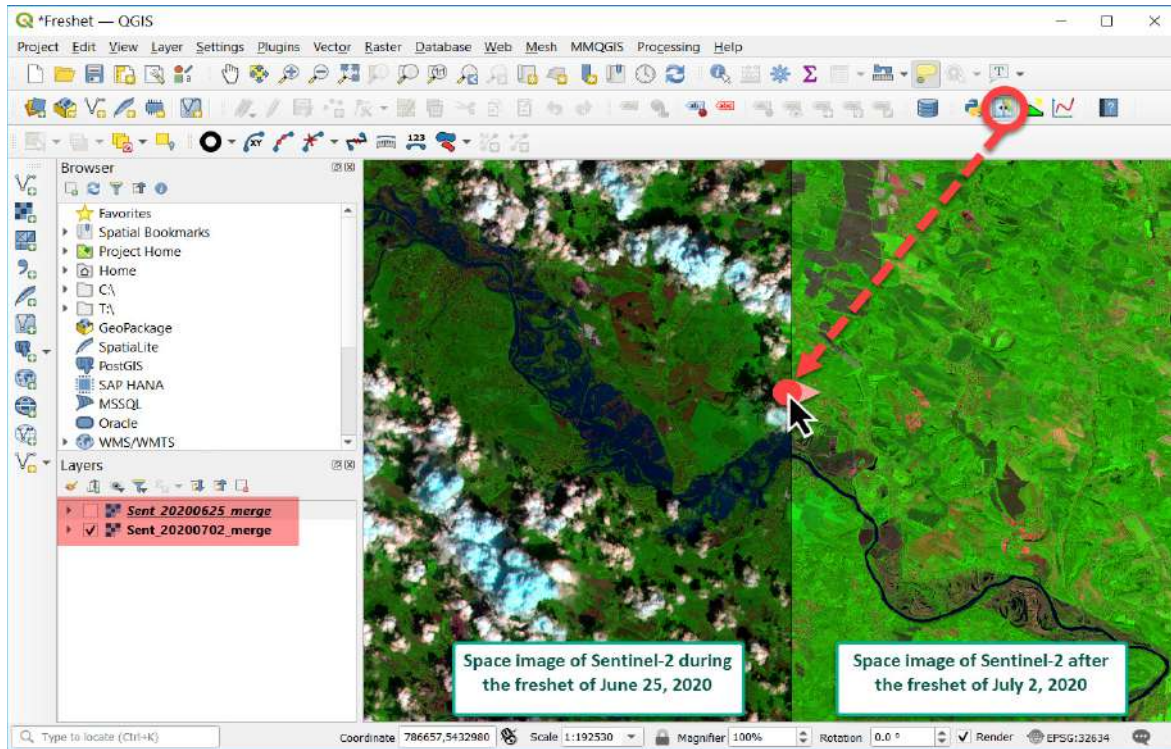 *Freshet — QGIS
Project Edit View Layer Settings Plugins Vector Raster Database Web Mesh MMQGIS Processing Help
Browser
Favorites
Spatial Bookmarks
Project Home
Home
C:\
T:\
GeoPackage
SpatiaLite
PostGIS
SAP HANA
MSSQL
Oracle
WMS/WMTS
Layers
Sent_20200625_merge
Sent_20200702_merge
Space image of Sentinel-2 during
the freshet of June 25, 2020
Space image of Sentinel-2 after
the freshet of July 2, 2020
Type to locate (Ctrl+K) Coordinate 786657,5432980 Scale 1:192530 Magnifier 100% Rotation 0.0 ° Render EPSG:32634